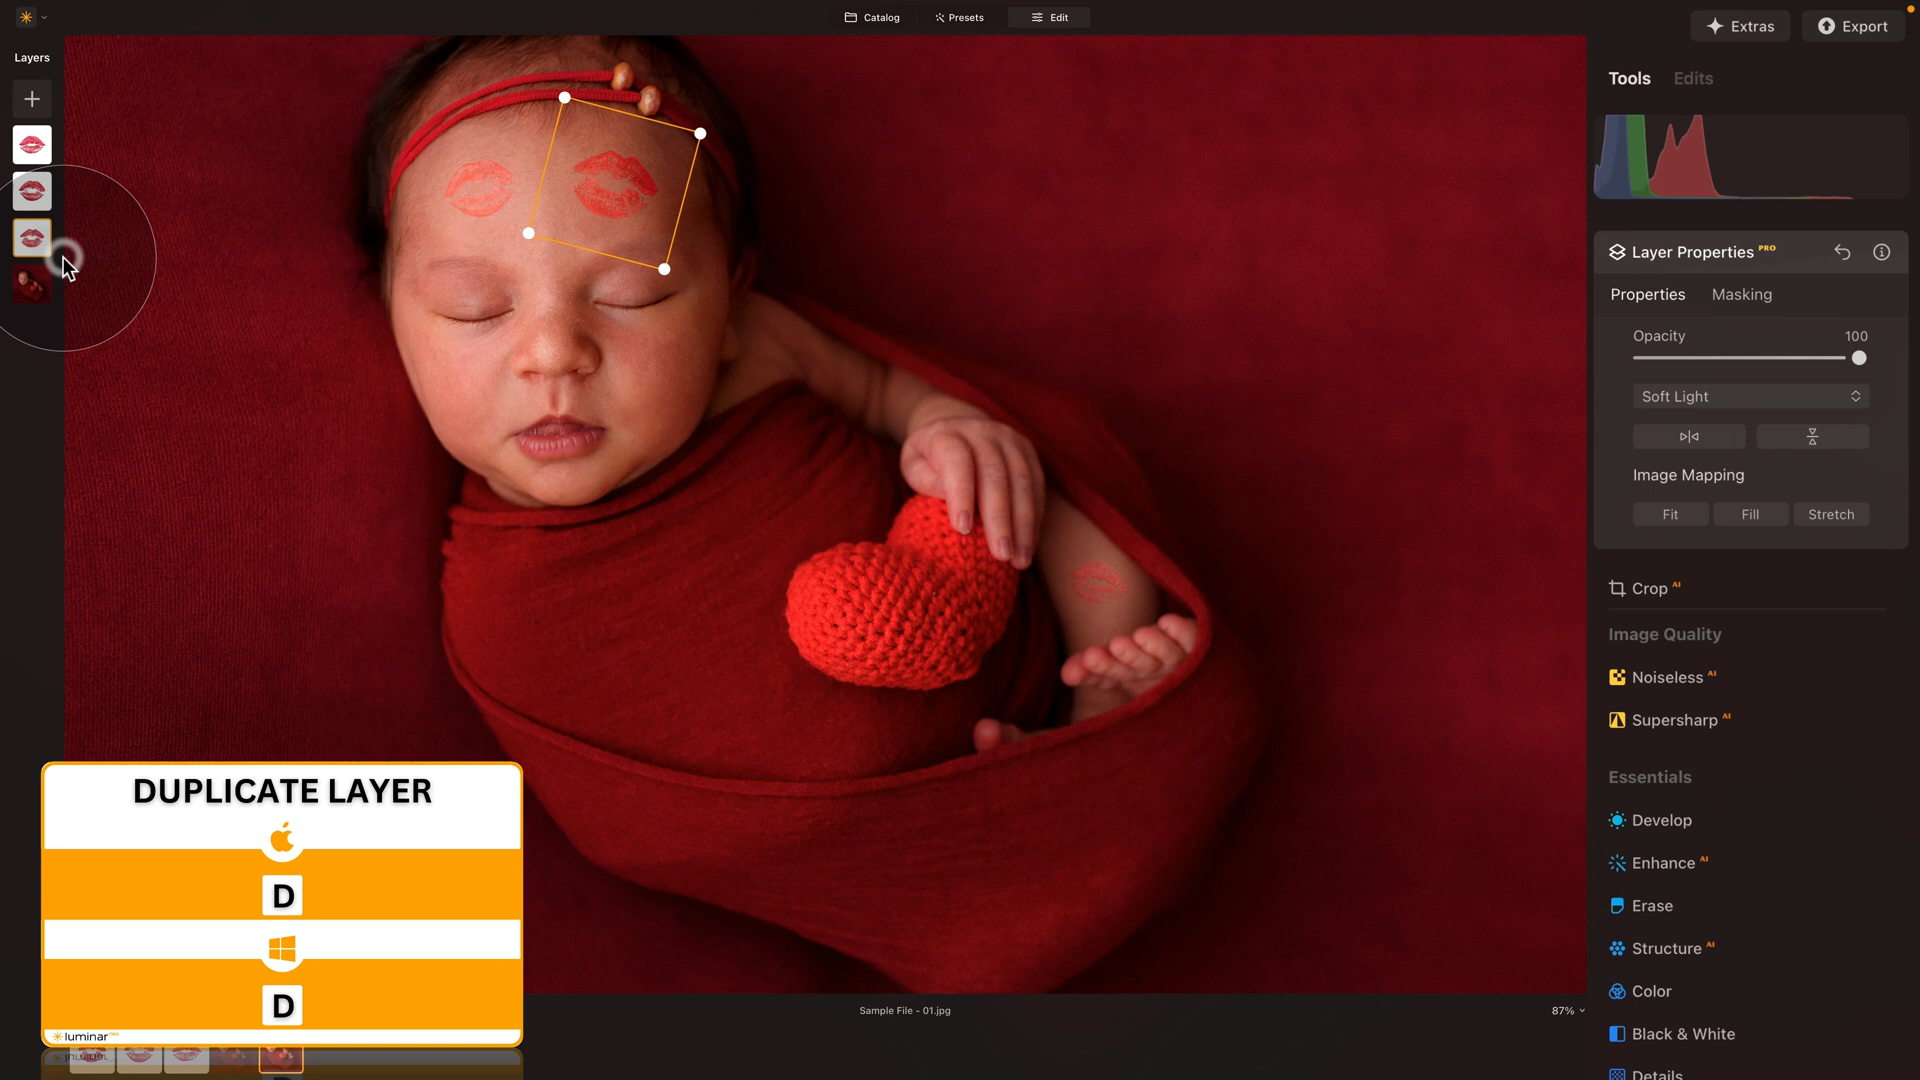 Catalog
Presets
Edit
Extras
Export
Layers
Tools
Edits
Layer Properties PRO
Properties
Masking
Opacity
100
Soft Light
Image Mapping
Fit
Fill
Stretch
Crop AI
Image Quality
Noiseless AI
Supersharp AI
Essentials
Develop
Enhance AI
Erase
Structure AI
Color
Black & White
Details
DUPLICATE LAYER
D
D
luminar neo
Sample File - 01.jpg
87%